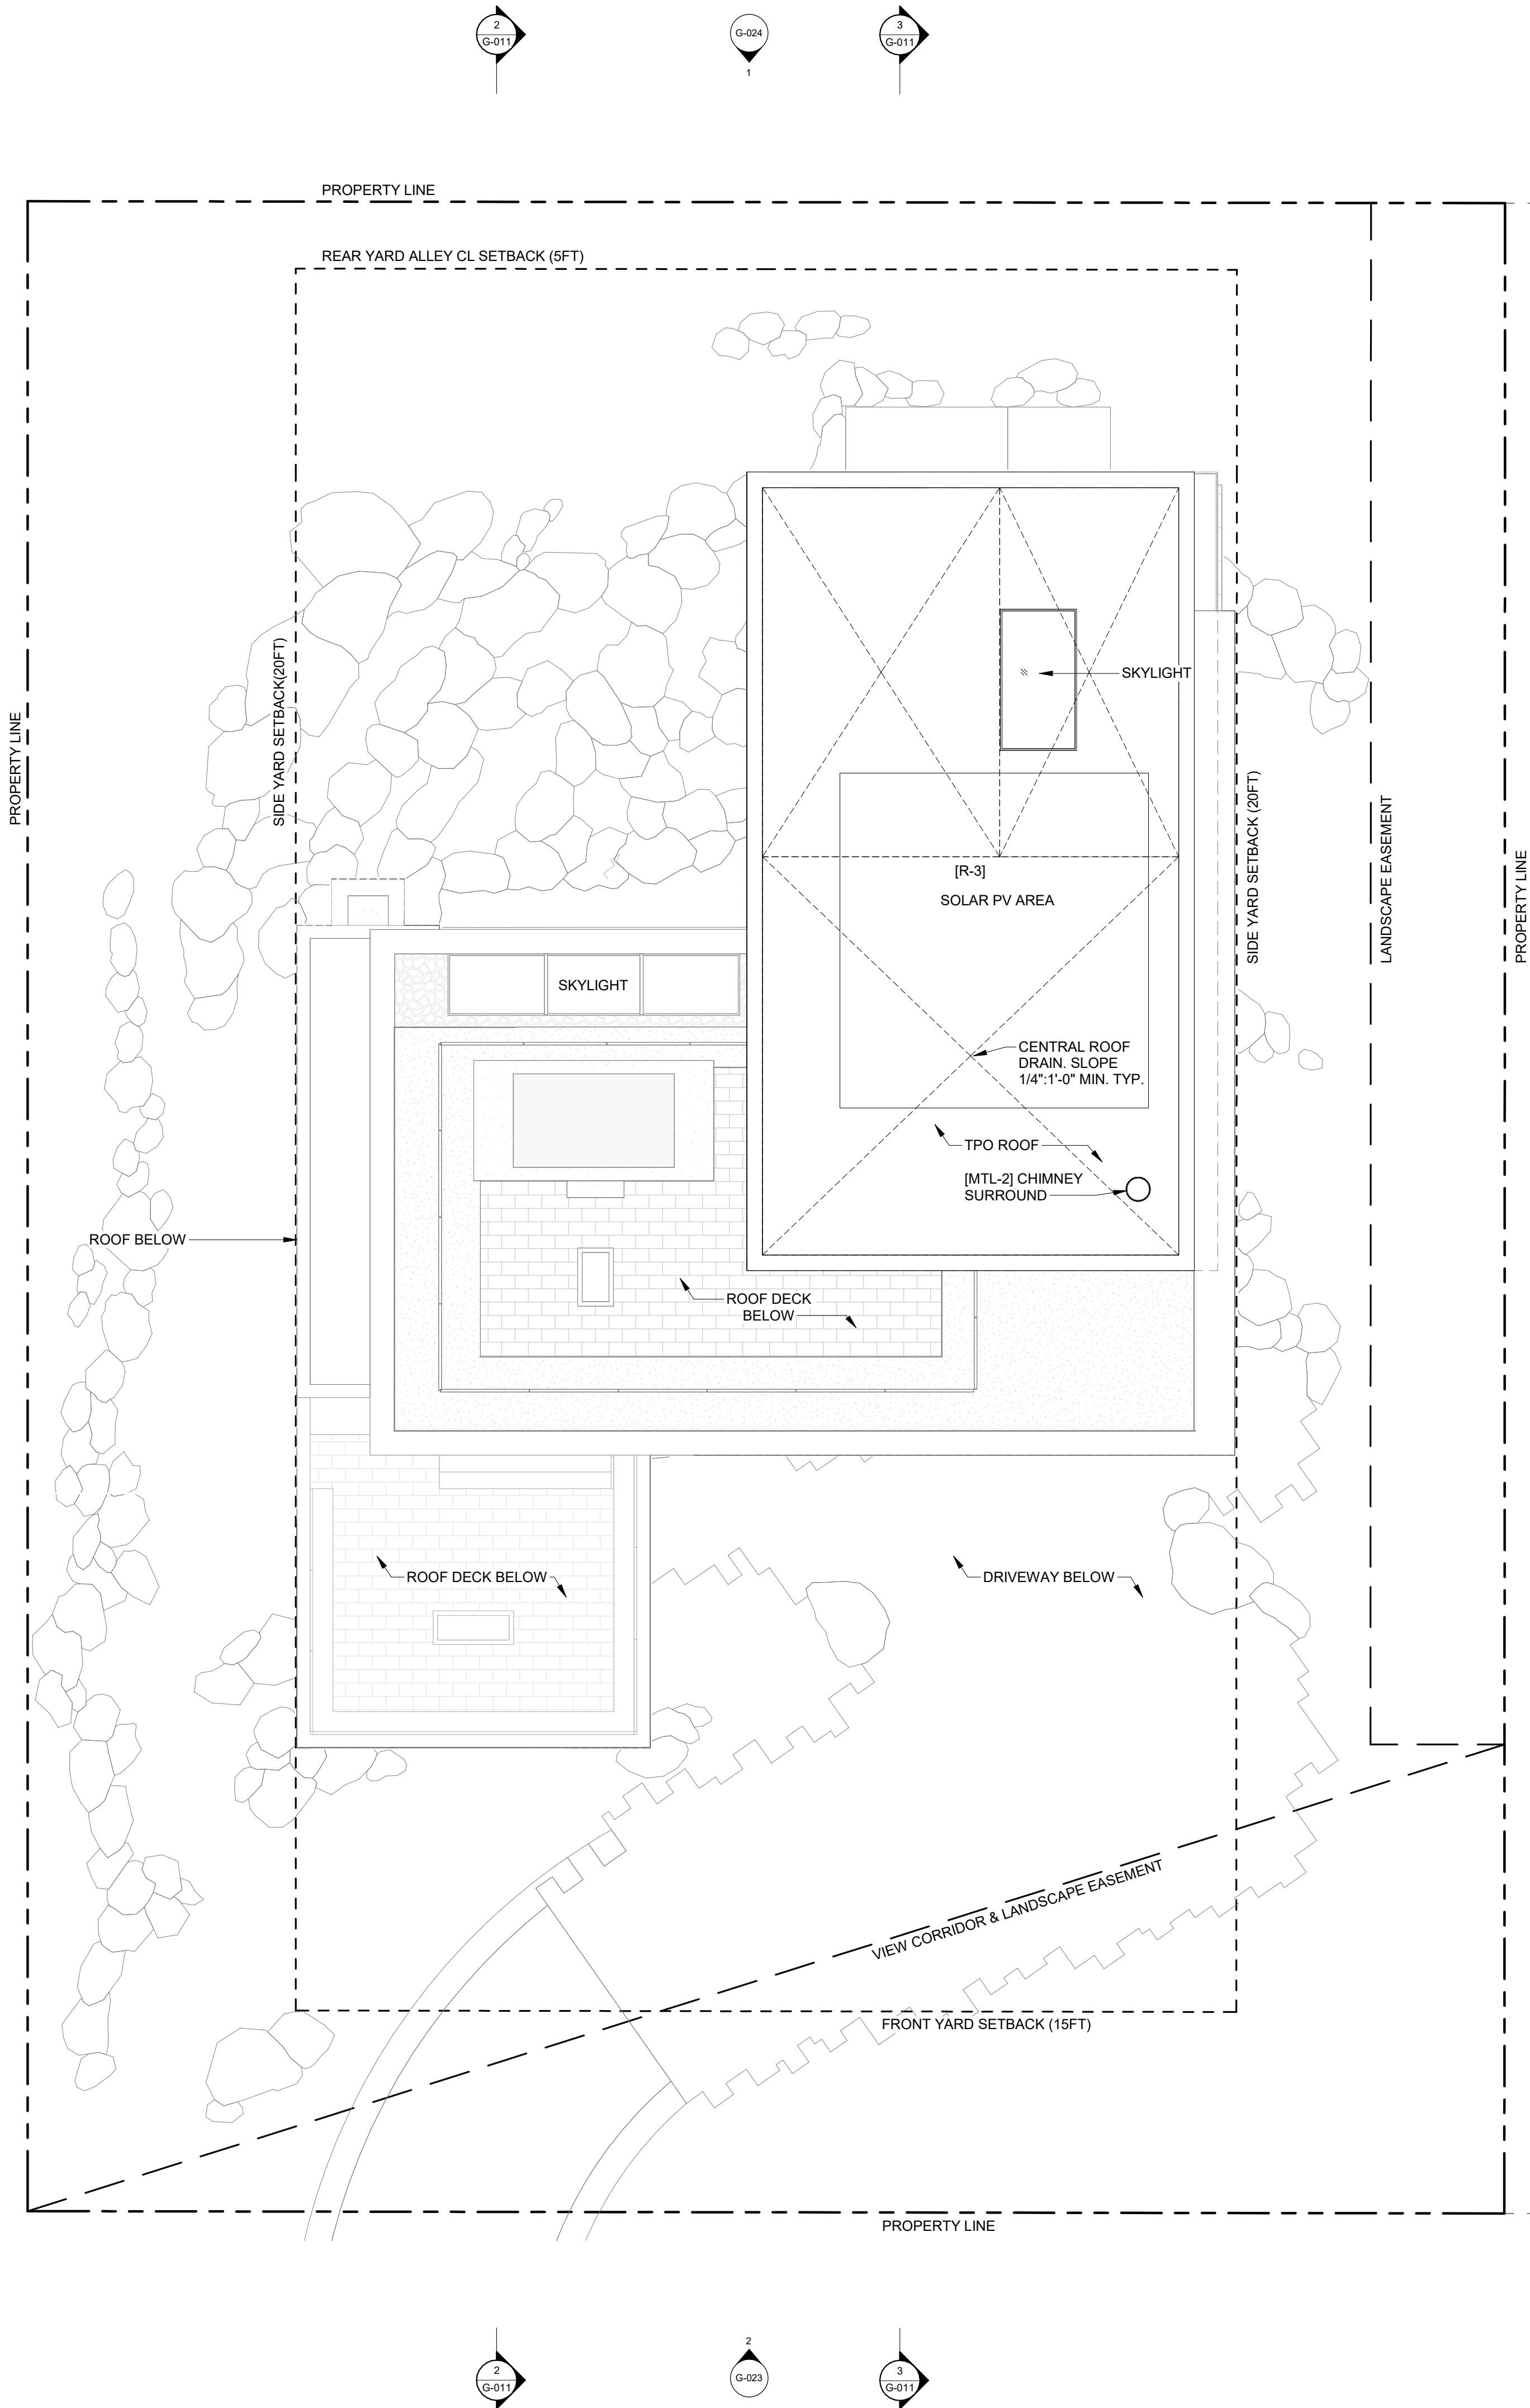 2
G-011
G-024
1
3
G-011
PROPERTY LINE
REAR YARD ALLEY CL SETBACK (5FT)
PROPERTY LINE
SIDE YARD SETBACK(20FT)
SKYLIGHT
SIDE YARD SETBACK (20FT)
LANDSCAPE EASEMENT
PROPERTY LINE
[R-3]
SOLAR PV AREA
SKYLIGHT
CENTRAL ROOF
DRAIN. SLOPE
1/4":1'-0" MIN. TYP.
TPO ROOF
[MTL-2] CHIMNEY
SURROUND
ROOF BELOW
ROOF DECK
BELOW
ROOF DECK BELOW
DRIVEWAY BELOW
VIEW CORRIDOR & LANDSCAPE EASEMENT
FRONT YARD SETBACK (15FT)
PROPERTY LINE
2
G-011
2
G-023
3
G-011